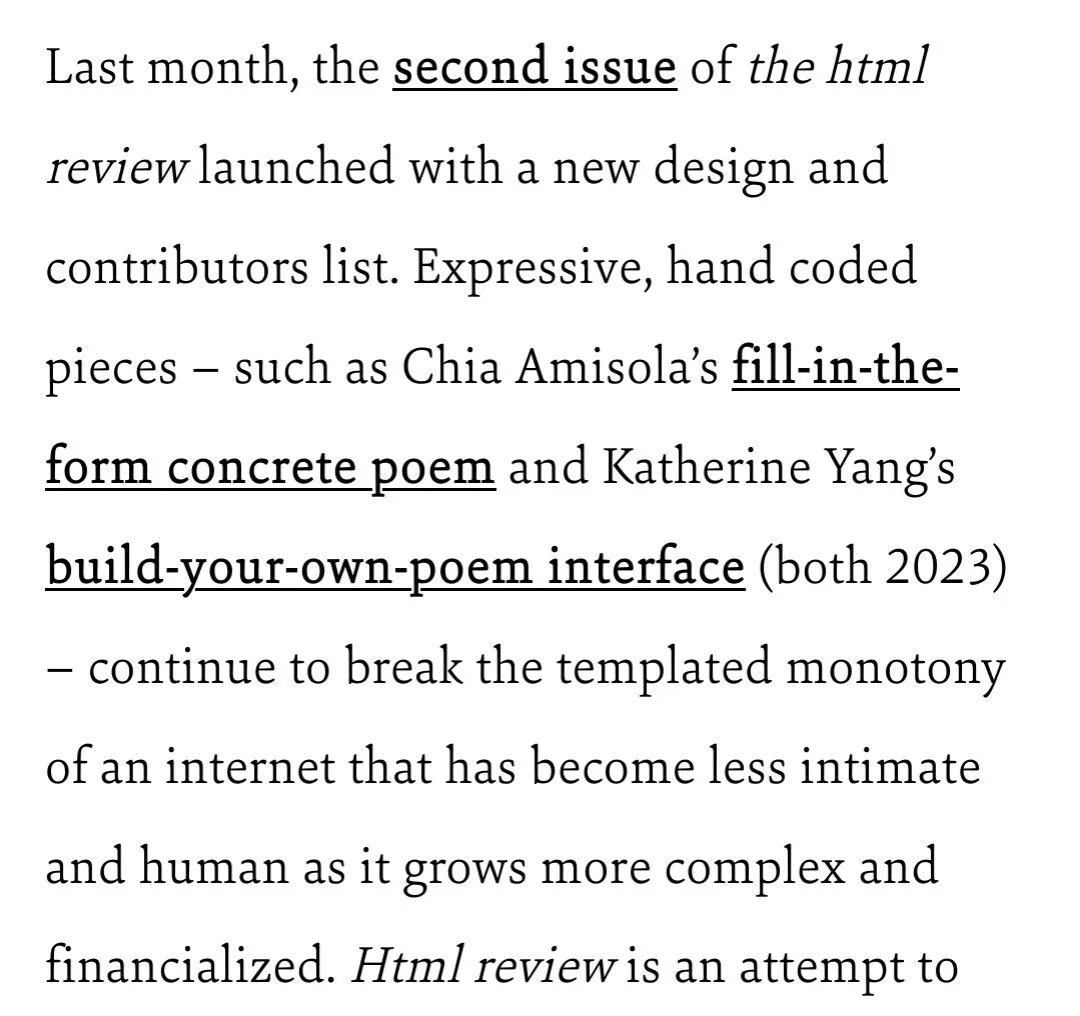 Last month, the second issue of the html
review launched with a new design and
contributors list. Expressive, hand coded
pieces – such as Chia Amisola’s fill-in-the-
form concrete poem and Katherine Yang’s
build-your-own-poem interface (both 2023)
– continue to break the templated monotony
of an internet that has become less intimate
and human as it grows more complex and
financialized. Html review is an attempt to